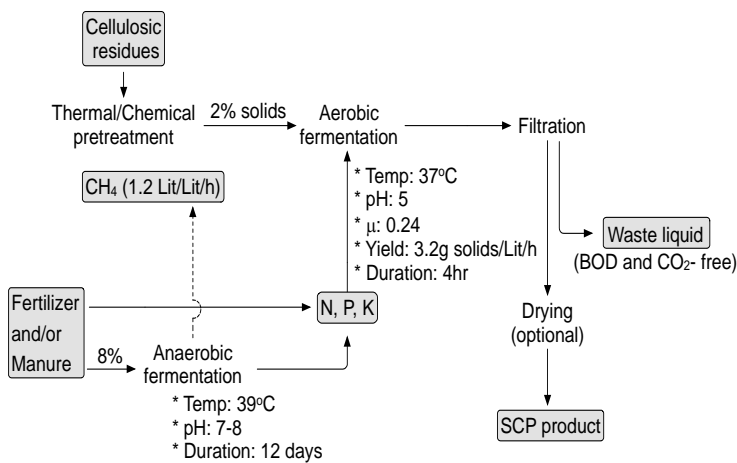 Cellulosic
residues
Thermal/Chemical
pretreatment
2% solids
Aerobic
fermentation
Filtration
* Temp: 37ºC
* pH: 5
* μ: 0.24
* Yield: 3.2g solids/Lit/h
* Duration: 4hr
CH₄ (1.2 Lit/Lit/h)
Waste liquid
(BOD and CO₂- free)
Fertilizer
and/or
Manure
N, P, K
8%
Anaerobic
fermentation
* Temp: 39ºC
* pH: 7-8
* Duration: 12 days
Drying
(optional)
SCP product